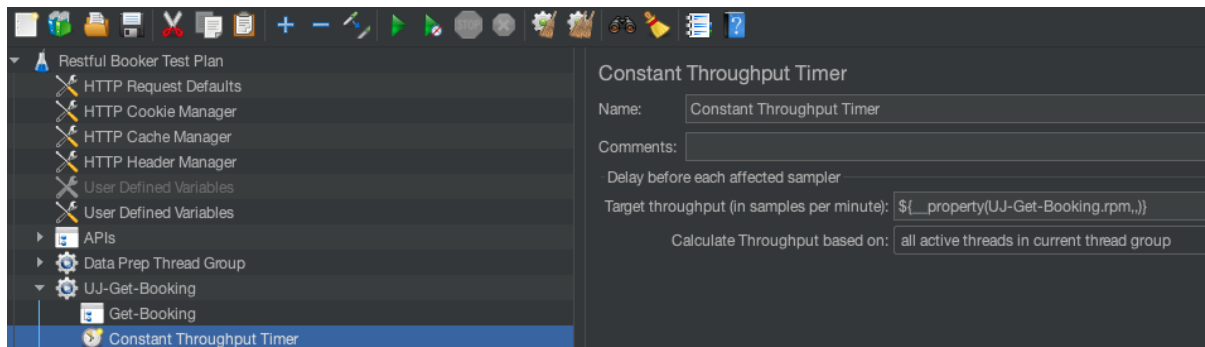 STOP
Restful Booker Test Plan
HTTP Request Defaults
HTTP Cookie Manager
HTTP Cache Manager
HTTP Header Manager
User Defined Variables
User Defined Variables
APIs
Data Prep Thread Group
UJ-Get-Booking
Get-Booking
Constant Throughput Timer
Constant Throughput Timer
Name: Constant Throughput Timer
Comments:
Delay before each affected sampler
Target throughput (in samples per minute): ${__property(UJ-Get-Booking.rpm,,)}
Calculate Throughput based on: all active threads in current thread group